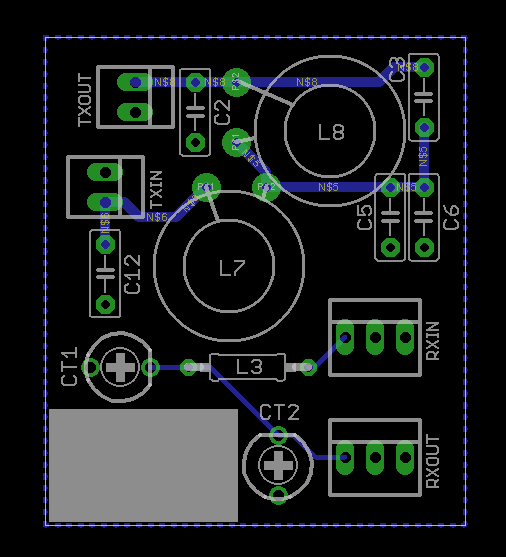 C3
N$8
N$8
N$8
N$8
P$2
TXOUT
C2
L8
P$1
N$5
N$5
TXIN
P$1
P$2
N$5
N$5
N$6
N$6
C5
C6
C12
L7
RXIN
CT1
L3
CT2
RXOUT